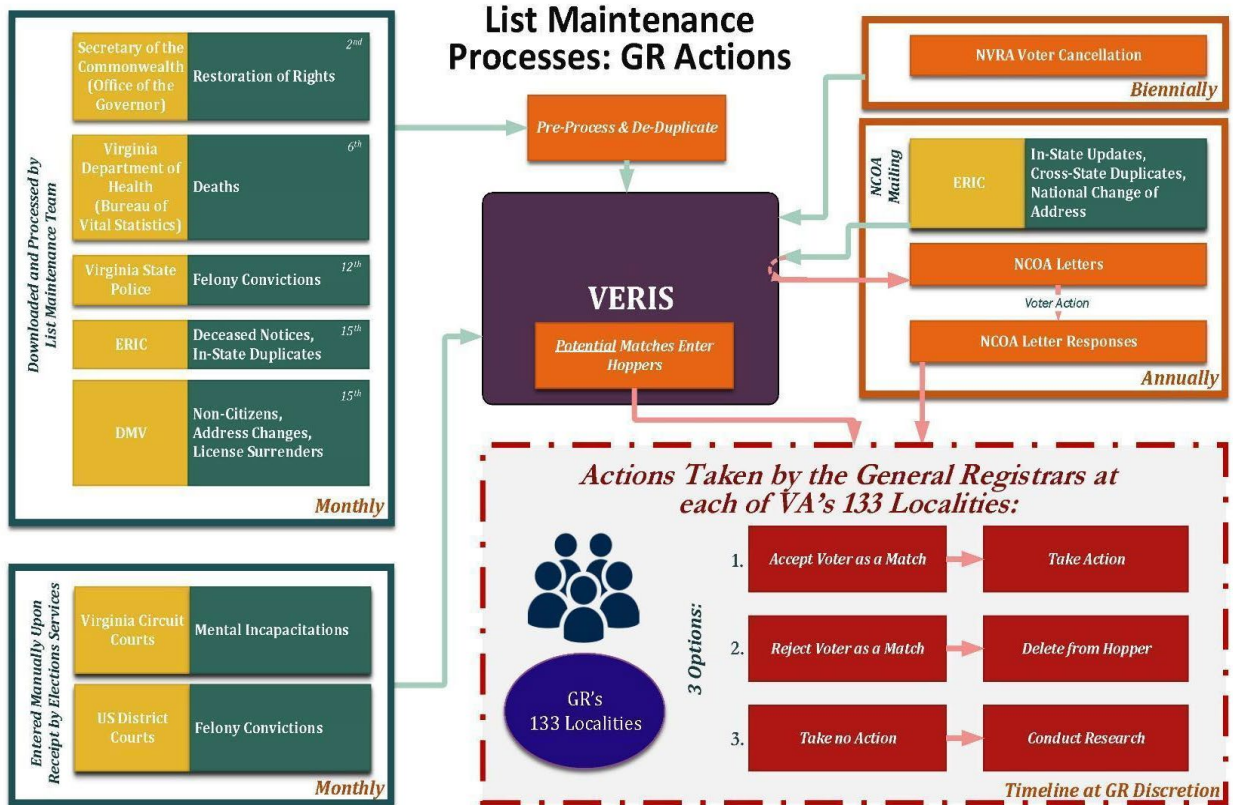 List Maintenance
Processes: GR Actions
Downloaded and Processed by
List Maintenance Team
Secretary of the
Commonwealth
(Office of the
Governor)
Restoration of Rights
2nd
Virginia
Department of
Health
(Bureau of
Vital Statistics)
Deaths
6th
Virginia State
Police
Felony Convictions
12th
ERIC
Deceased Notices,
In-State Duplicates
15th
DMV
Non-Citizens,
Address Changes,
License Surrenders
15th
Monthly
Entered Manually Upon
Receipt by Elections Services
Virginia Circuit
Courts
Mental Incapacitations
US District
Courts
Felony Convictions
Monthly
Pre-Process & De-Duplicate
VERIS
Potential Matches Enter
Hoppers
NVRA Voter Cancellation
Biennially
NCOA
Mailing
ERIC
In-State Updates,
Cross-State Duplicates,
National Change of
Address
NCOA Letters
Voter Action
NCOA Letter Responses
Annually
Actions Taken by the General Registrars at
each of VA's 133 Localities:
GR's
133 Localities
3 Options:
1.
Accept Voter as a Match
Take Action
2.
Reject Voter as a Match
Delete from Hopper
3.
Take no Action
Conduct Research
Timeline at GR Discretion